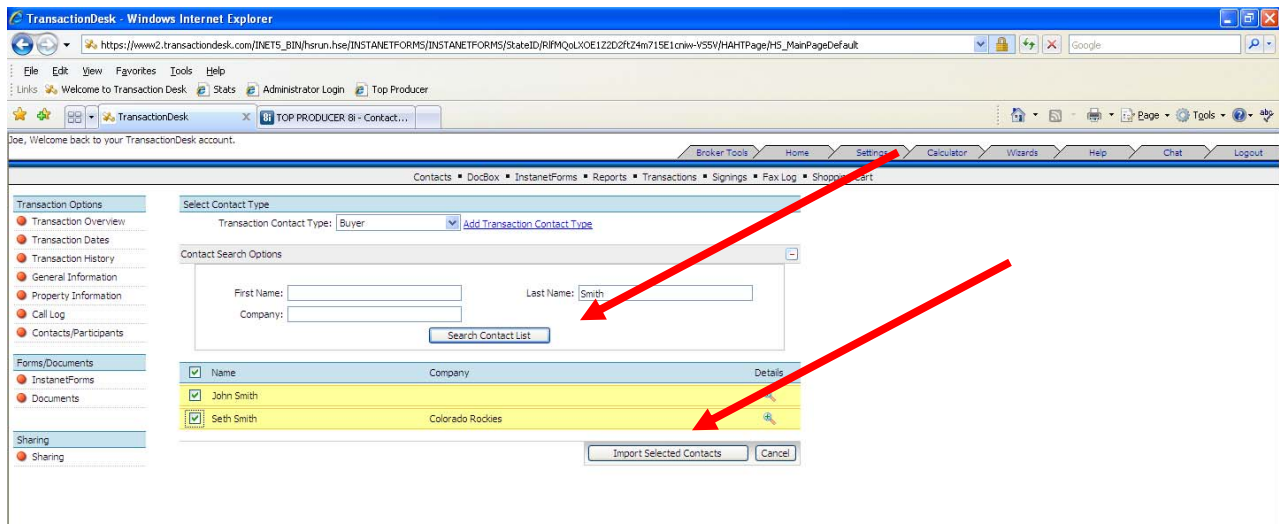 TransactionDesk - Windows Internet Explorer
https://www2.transactiondesk.com/INET5_BIN/hsrun.hse/INSTANETFORMS/INSTANETFORMS/StateID/RIfMQoLXOE1Z2D2ftZ4m715E1cniw-VS5V/HAHTPage/HS_MainPageDefault Google
File Edit View Favorites Tools Help
Links Welcome to Transaction Desk Stats Administrator Login Top Producer
TransactionDesk X 8i TOP PRODUCER 8i - Contact... Page Tools
Joe, Welcome back to your TransactionDesk account.
Broker Tools Home Settings Calculator Wizards Help Chat Logout
Contacts ▪ DocBox ▪ InstanetForms ▪ Reports ▪ Transactions ▪ Signings ▪ Fax Log ▪ Shopping Cart
Transaction Options
Transaction Overview
Transaction Dates
Transaction History
General Information
Property Information
Call Log
Contacts/Participants
Forms/Documents
InstanetForms
Documents
Sharing
Sharing
Select Contact Type
Transaction Contact Type: Buyer Add Transaction Contact Type
Contact Search Options
First Name: Last Name: Smith
Company:
Search Contact List
Name Company Details
John Smith
Seth Smith Colorado Rockies
Import Selected Contacts Cancel